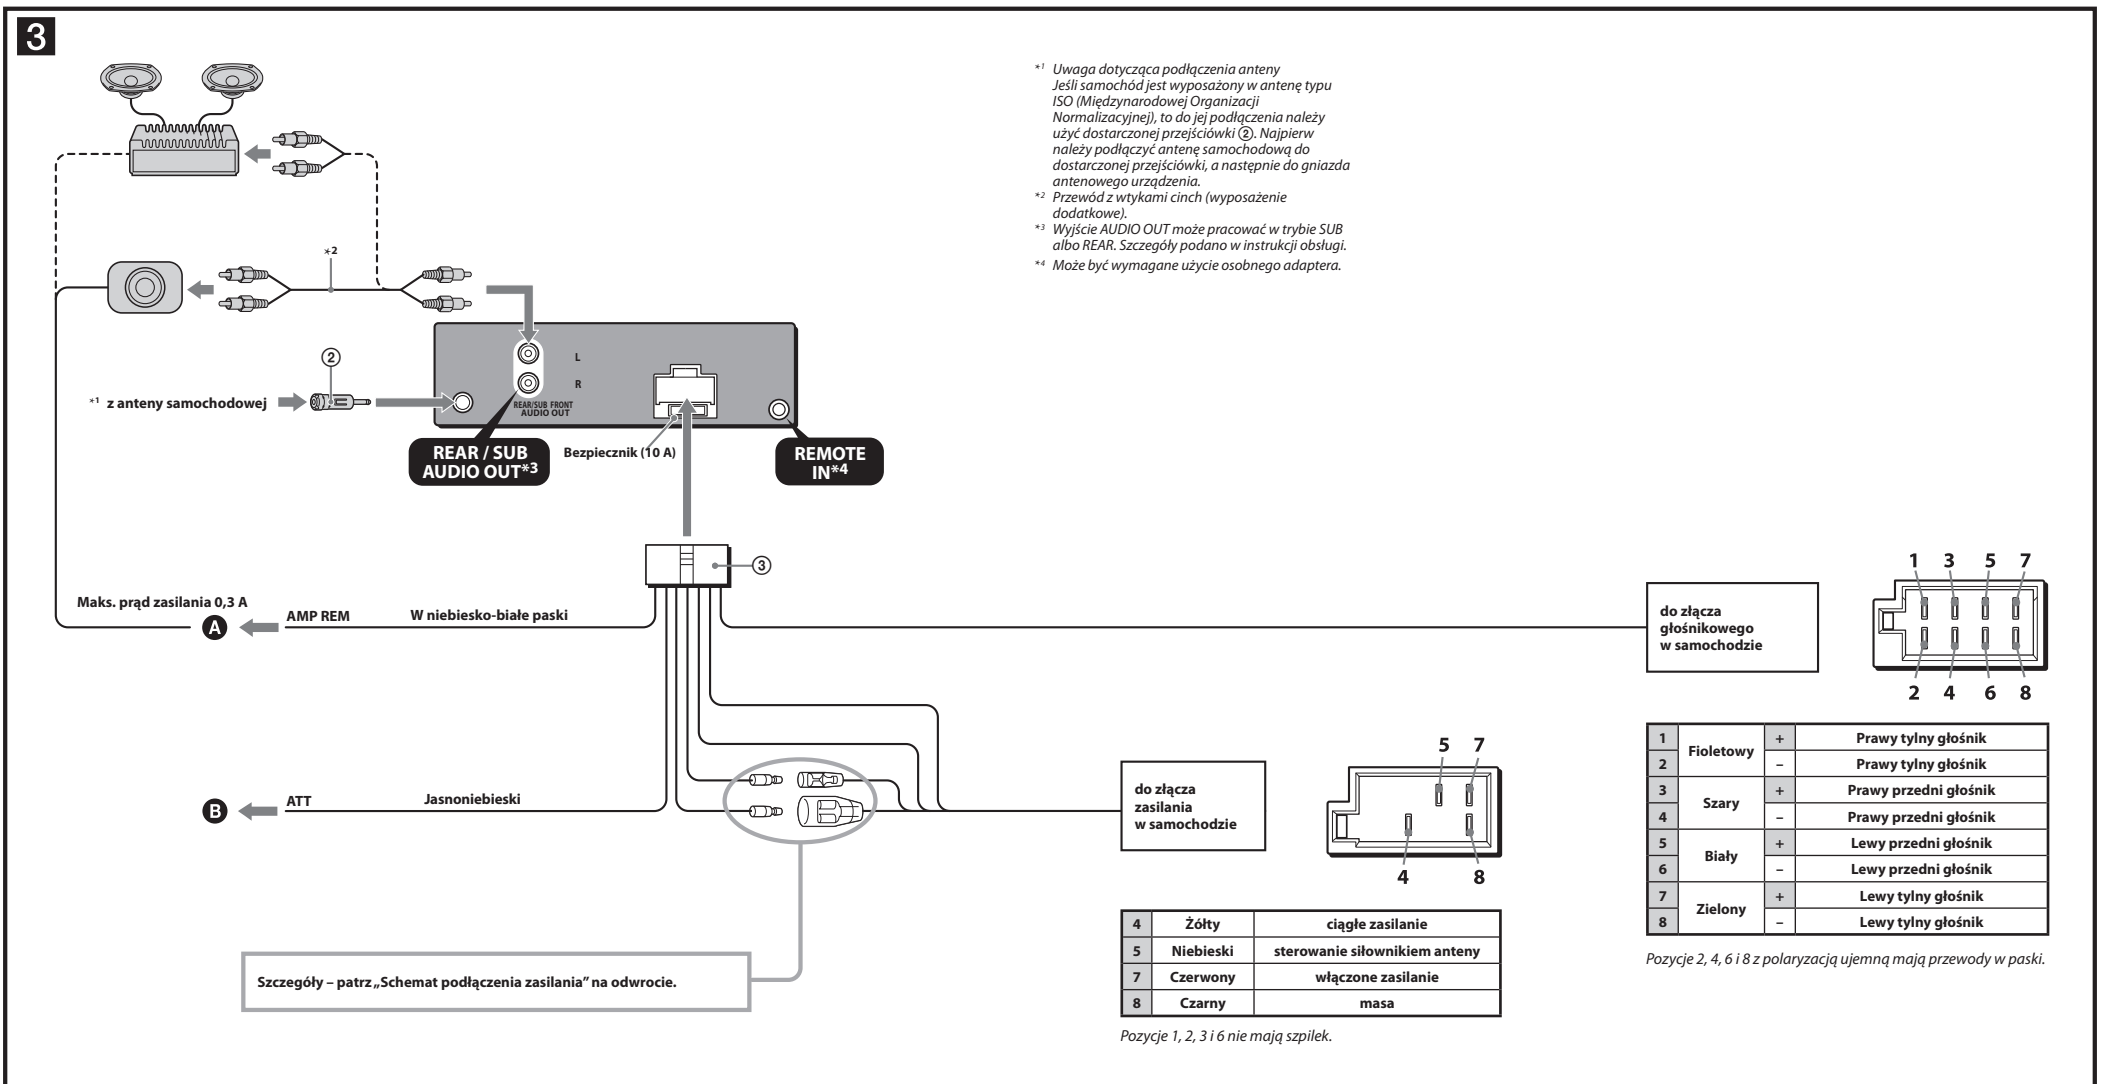 3
*1 Uwaga dotycząca podłączenia anteny
Jeśli samochód jest wyposażony w antenę typu
ISO (Międzynarodowej Organizacji
Normalizacyjnej), to do jej podłączenia należy
użyć dostarczonej przejściówki ②. Najpierw
należy podłączyć antenę samochodową do
dostarczonej przejściówki, a następnie do gniazda
antenowego urządzenia.
*2 Przewód z wtykami cinch (wyposażenie
dodatkowe).
*3 Wyjście AUDIO OUT może pracować w trybie SUB
albo REAR. Szczegóły podano w instrukcji obsługi.
*4 Może być wymagane użycie osobnego adaptera.
*2
②
L
R
*1 z anteny samochodowej
REAR/SUB FRONT
AUDIO OUT
REAR / SUB
AUDIO OUT*3
Bezpiecznik (10 A)
REMOTE
IN*4
③
Maks. prąd zasilania 0,3 A
A
AMP REM
W niebiesko-białe paski
do złącza
głośnikowego
w samochodzie
1 3 5 7
2 4 6 8
B
ATT
Jasnoniebieski
do złącza
zasilania
w samochodzie
5 7
4 8
1 Fioletowy + Prawy tylny głośnik
2 – Prawy tylny głośnik
3 Szary + Prawy przedni głośnik
4 – Prawy przedni głośnik
5 Biały + Lewy przedni głośnik
6 – Lewy przedni głośnik
7 Zielony + Lewy tylny głośnik
8 – Lewy tylny głośnik
Pozycje 2, 4, 6 i 8 z polaryzacją ujemną mają przewody w paski.
4 Żółty ciągłe zasilanie
5 Niebieski sterowanie siłownikiem anteny
7 Czerwony włączone zasilanie
8 Czarny masa
Pozycje 1, 2, 3 i 6 nie mają szpilek.
Szczegóły – patrz „Schemat podłączenia zasilania” na odwrocie.